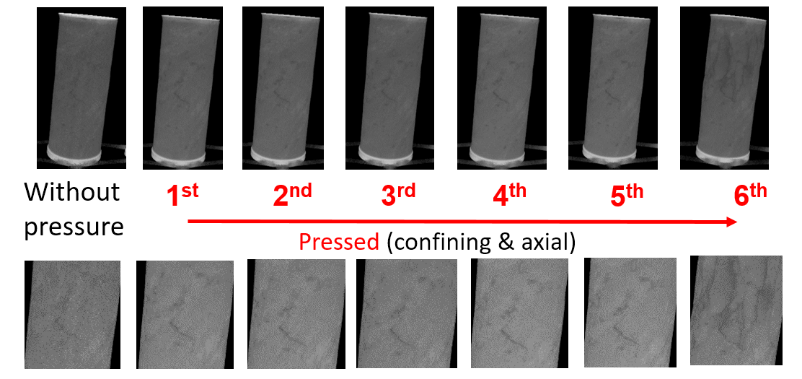 Without
pressure
1st
2nd
3rd
4th
5th
6th
Pressed (confining & axial)